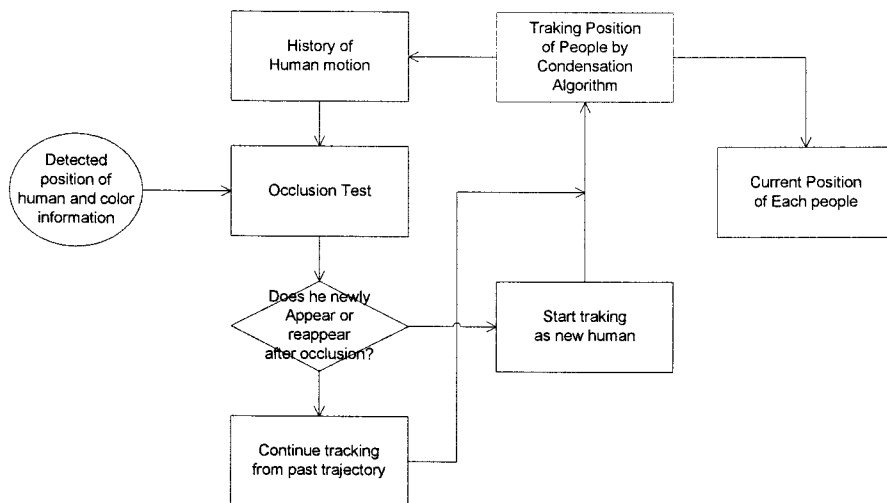 History of
Human motion
Traking Position
of People by
Condensation
Algorithm
Detected
position of
human and color
information
Occlusion Test
Current Position
of Each people
Does he newly
Appear or
reappear
after occlusion?
Start traking
as new human
Continue tracking
from past trajectory